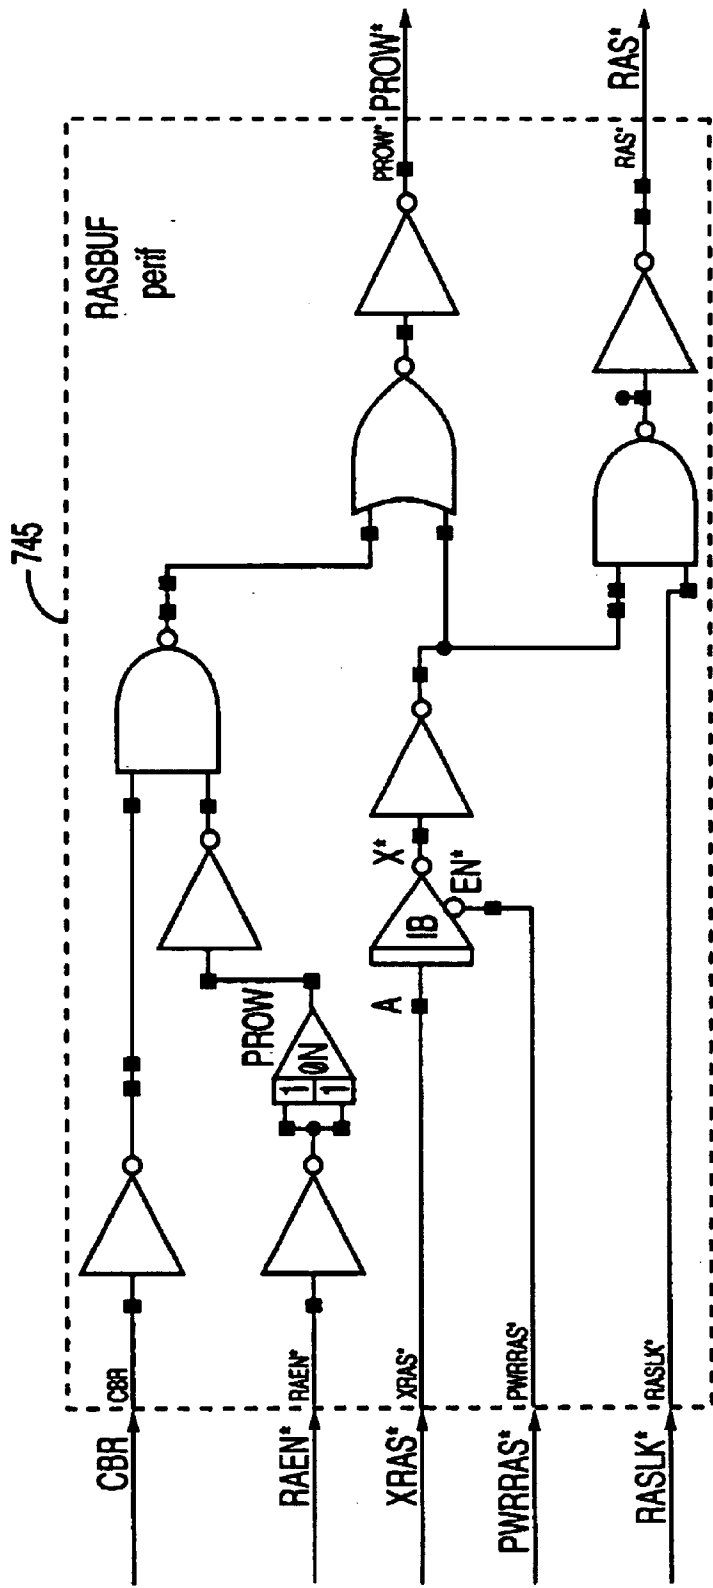 745
RASBUF
perif
CBR
CBR
RAEN*
RAEN*
XRAS*
XRAS*
PWRRAS*
PWRRAS*
RASLK*
RASLK*
PROW
1
1
0N
A
IB
X*
EN*
PROW*
PROW*
RAS*
RAS*